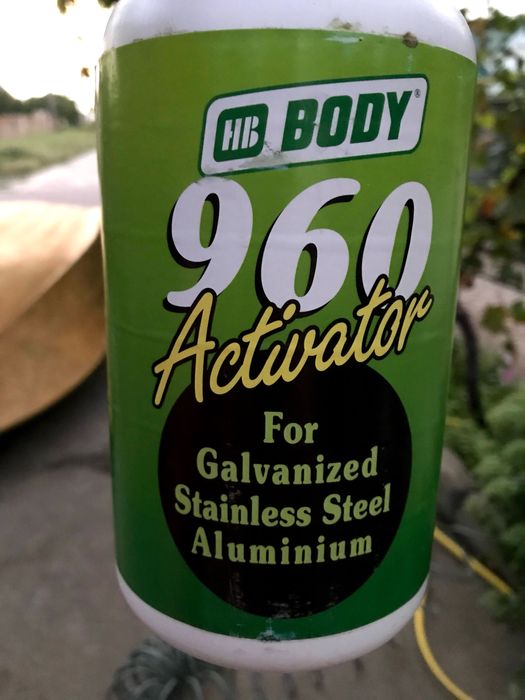 HB BODY®
960
Activator
For
Galvanized
Stainless Steel
Aluminium